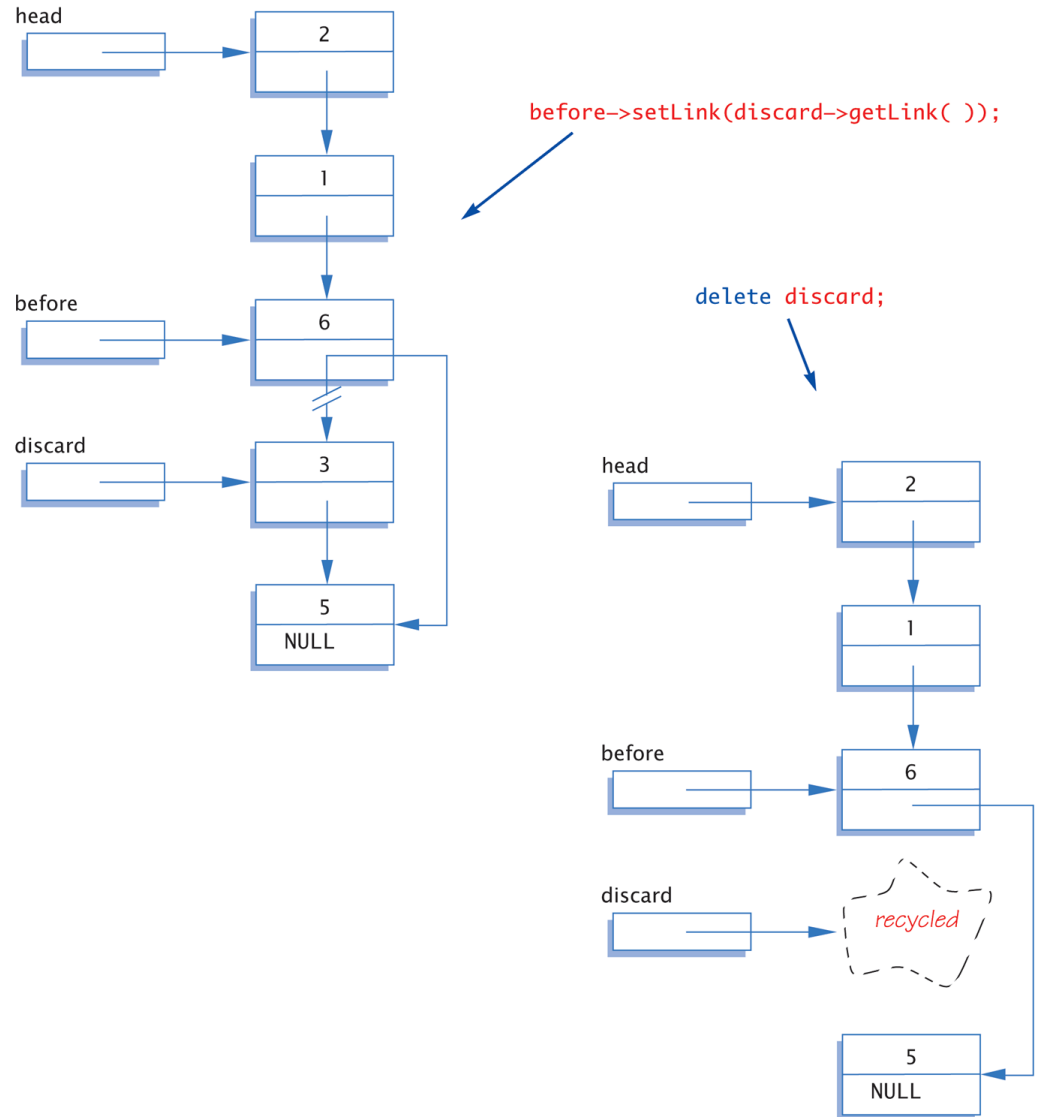 head
2
before–>setLink(discard–>getLink( ));
1
before
6
delete discard;
discard
3
5
NULL
head
2
1
before
6
discard
recycled
5
NULL